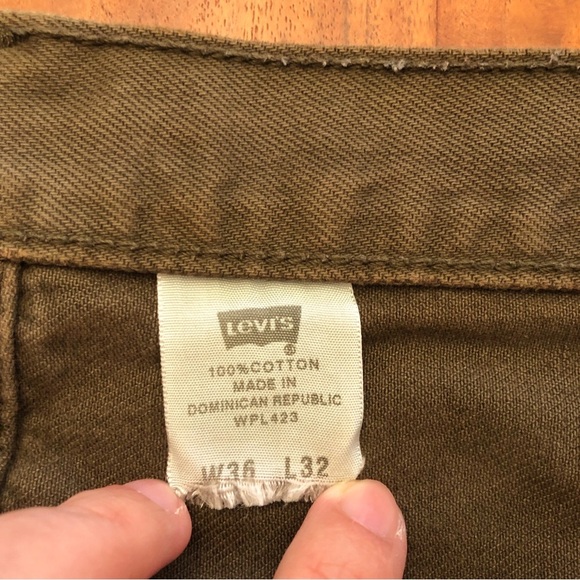 Levi's
®
100% COTTON
MADE IN
DOMINICAN REPUBLIC
WPL423
W36 L32